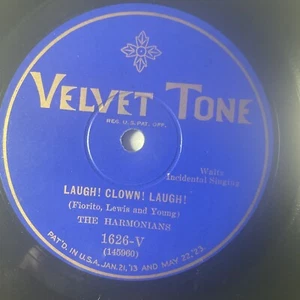 VELVET TONE
REG. U.S. PAT. OFF.
Waltz
Incidental Singing
LAUGH! CLOWN! LAUGH!
(Fiorito, Lewis and Young)
THE HARMONIANS
1626-V
(145960)
PAT'D. IN U.S.A. JAN. 21, '13 AND MAY 22, '23.